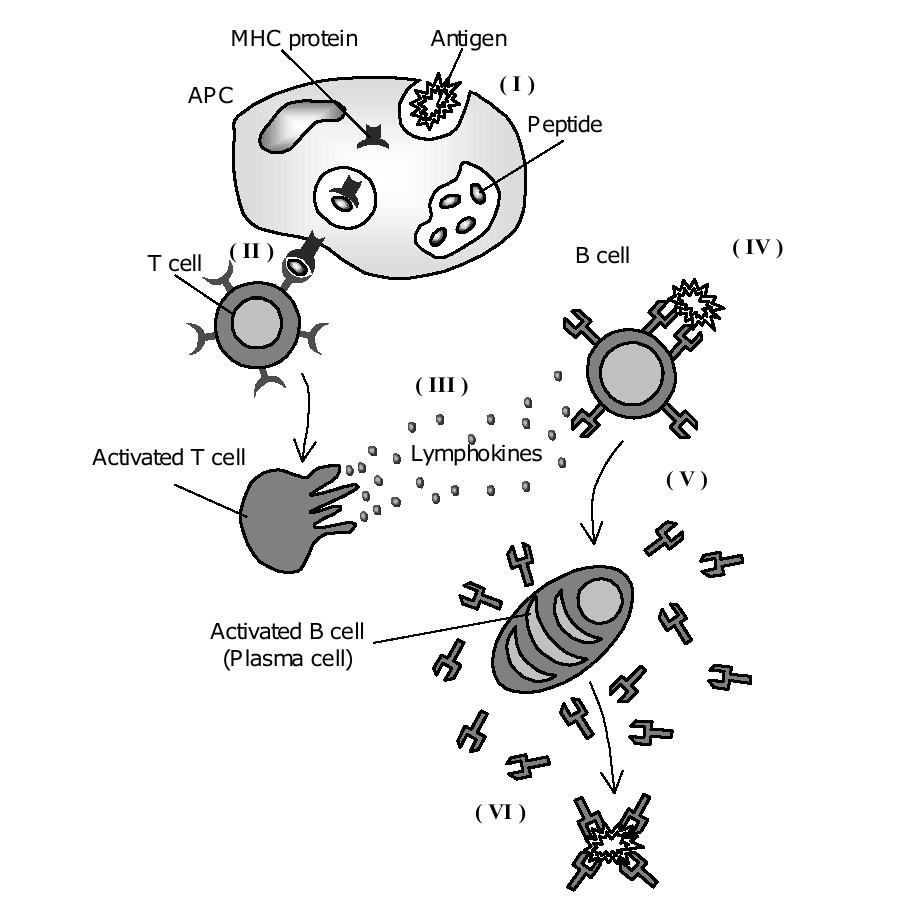 MHC protein
Antigen
( I )
APC
Peptide
( II )
T cell
B cell
( IV )
( III )
Activated T cell
Lymphokines
( V )
Activated B cell
(Plasma cell)
( VI )